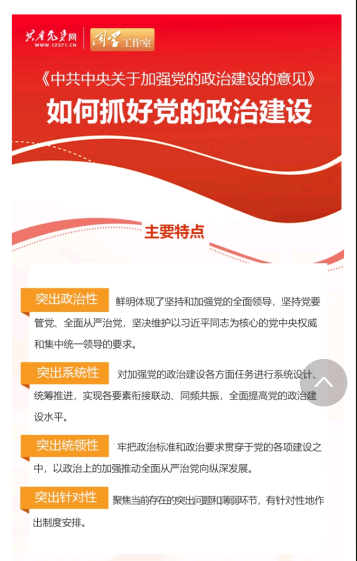 共产党员网
WWW.12371.CN
闻星工作室
《中共中央关于加强党的政治建设的意见》
如何抓好党的政治建设
主要特点
突出政治性 鲜明体现了坚持和加强党的全面领导，坚持党要
管党、全面从严治党，坚决维护以习近平同志为核心的党中央权威
和集中统一领导的要求。
突出系统性 对加强党的政治建设各方面任务进行系统设计、
统筹推进，实现各要素衔接联动、同频共振，全面提高党的政治建
设水平。
突出统领性 牢把政治标准和政治要求贯穿于党的各项建设之
中，以政治上的加强推动全面从严治党向纵深发展。
突出针对性 聚焦当前存在的突出问题和薄弱环节，有针对性地作
出制度安排。